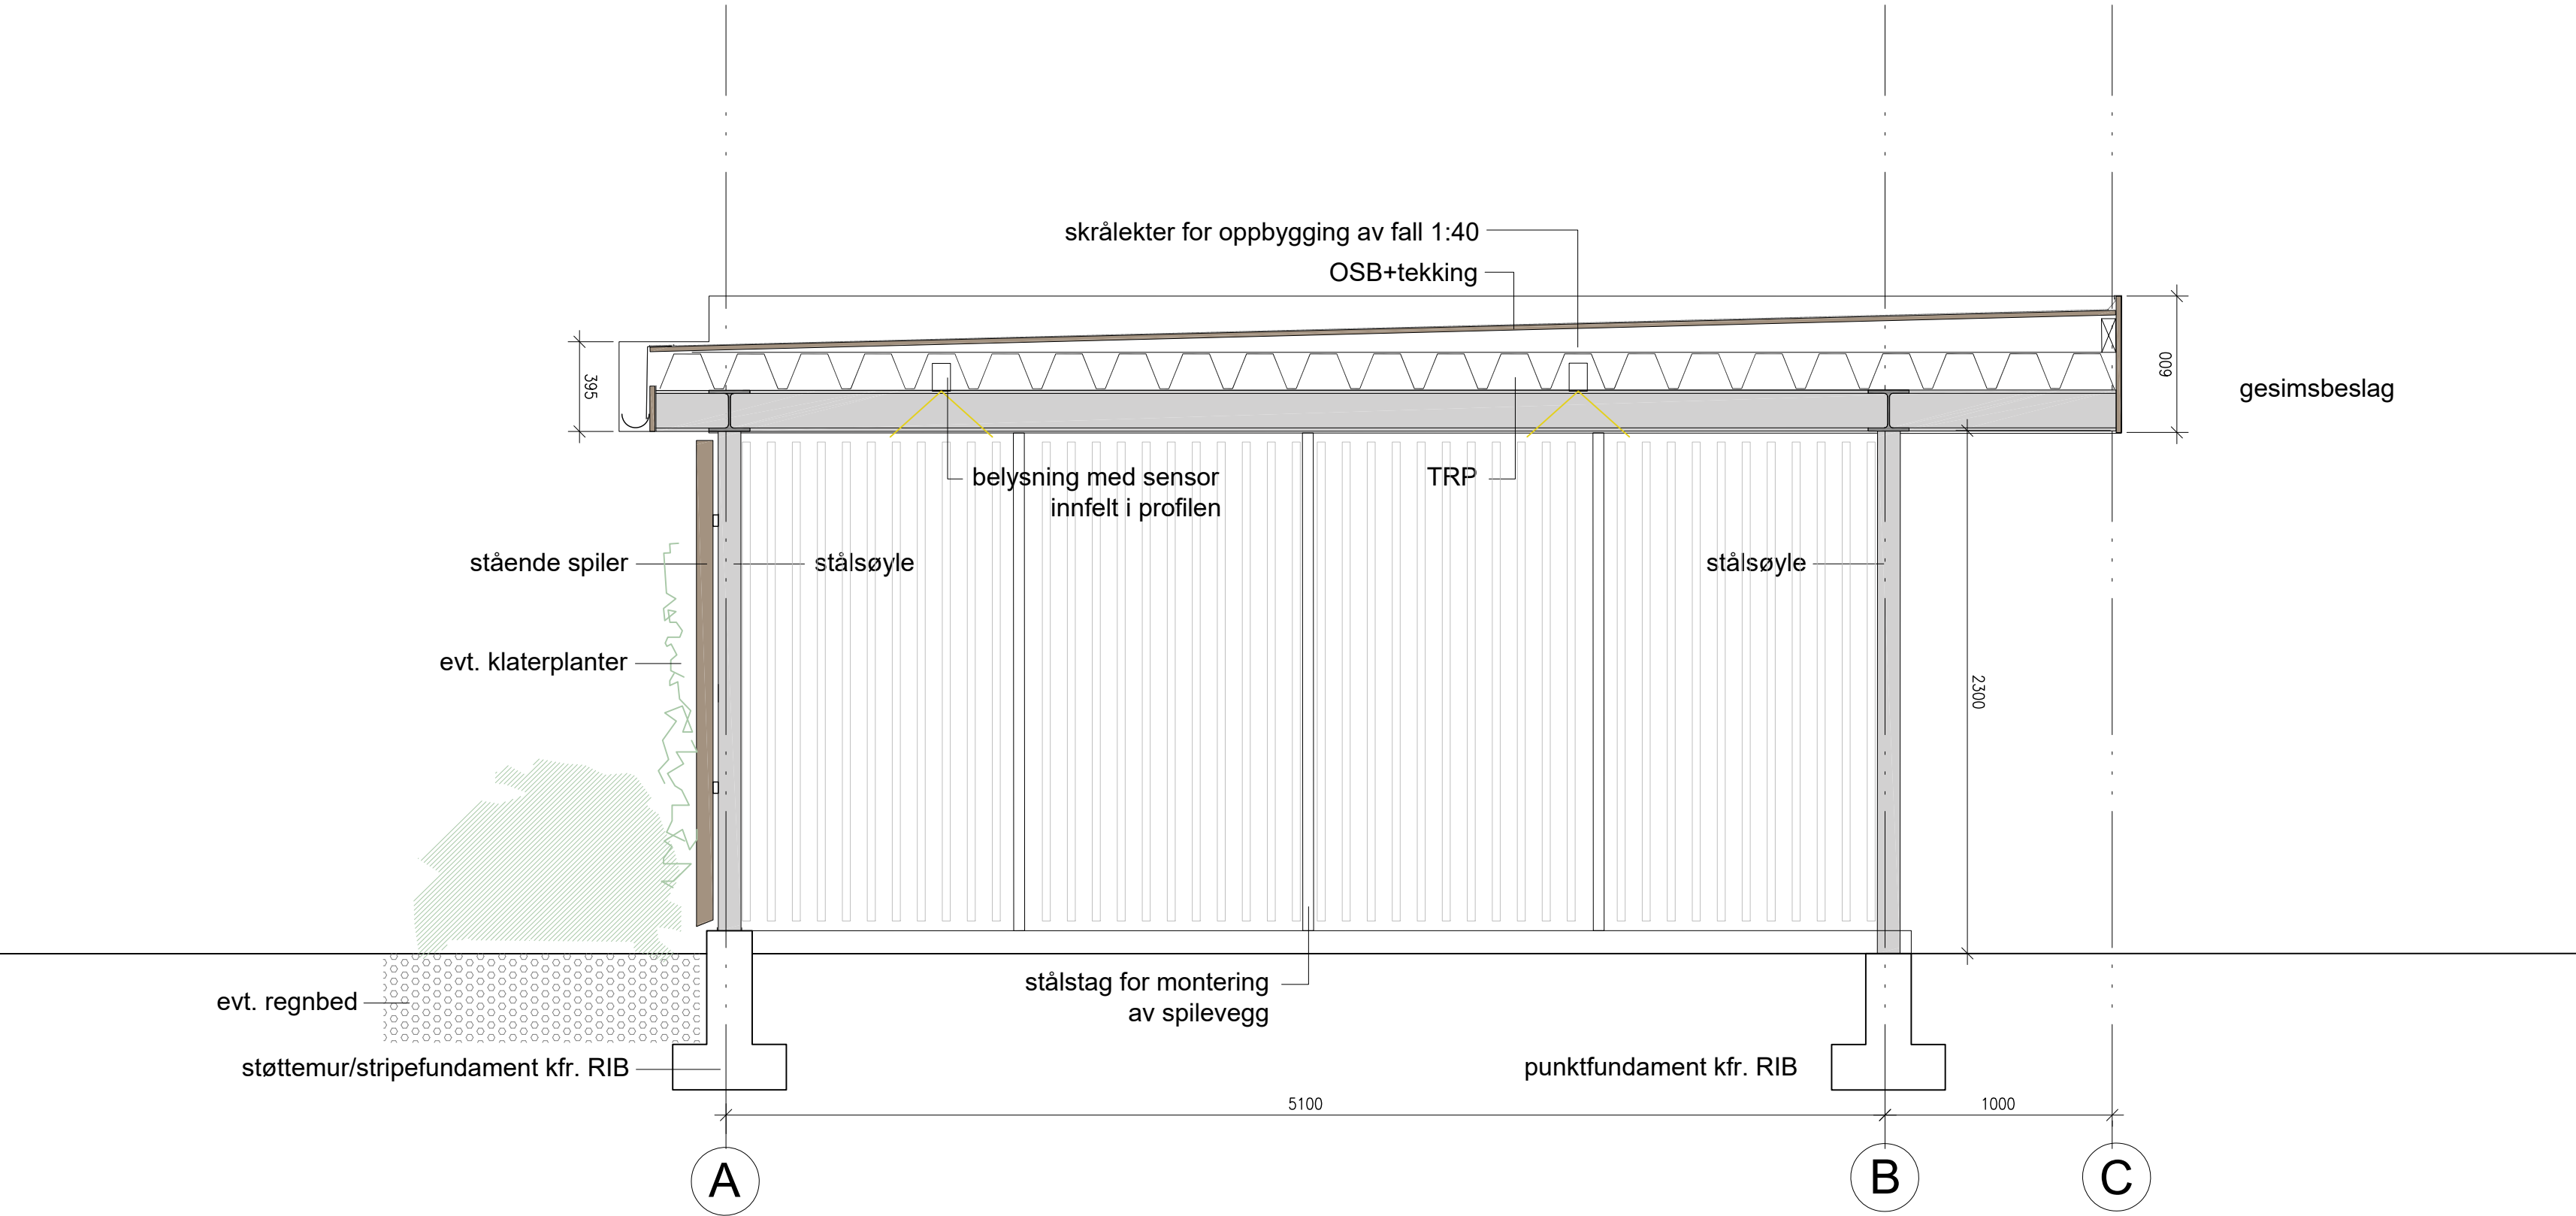 skrålekter for oppbygging av fall 1:40
OSB+tekking
395
600
gesimsbeslag
belysning med sensor
innfelt i profilen
TRP
stående spiler
stålsøyle
stålsøyle
evt. klaterplanter
2300
stålstag for montering
av spilevegg
evt. regnbed
støttemur/stripefundament kfr. RIB
punktfundament kfr. RIB
5100
1000
A
B
C